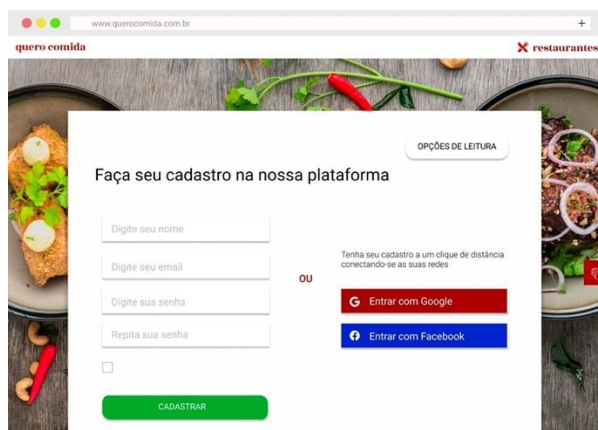 www.querocomida.com.br
+
quero comida
restaurantes
OPÇÕES DE LEITURA
Faça seu cadastro na nossa plataforma
Digite seu nome
Digite seu email
Digite sua senha
Repita sua senha
OU
Tenha seu cadastro a um clique de distância
conectando-se as suas redes
G Entrar com Google
f Entrar com Facebook
CADASTRAR